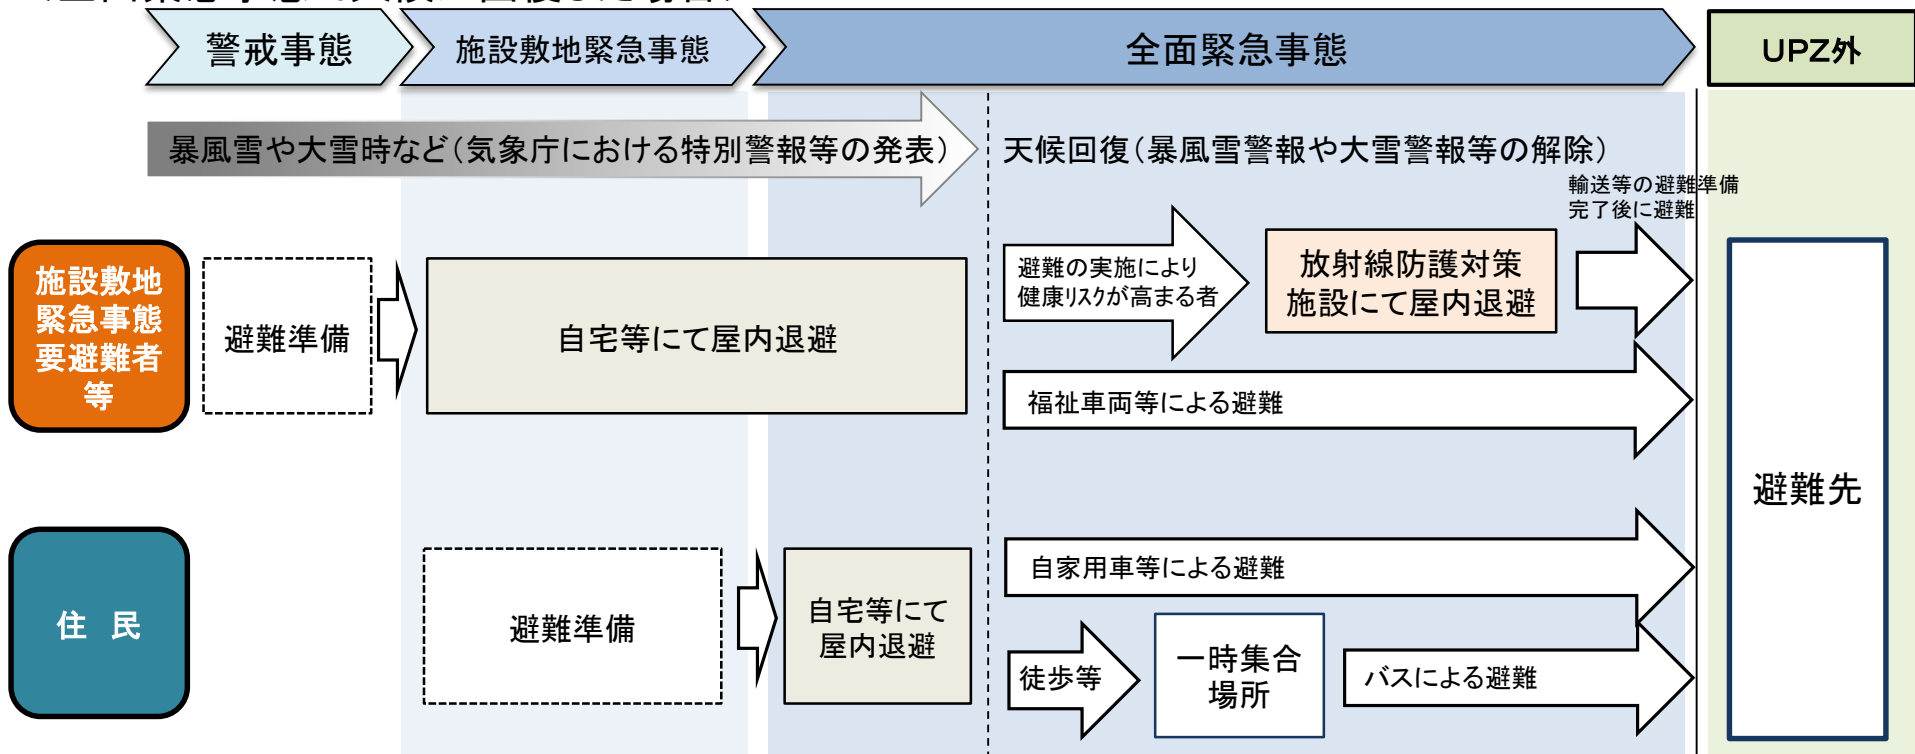 警戒事態
施設敷地緊急事態
全面緊急事態
UPZ外
暴風雪や大雪時など(気象庁における特別警報等の発表)
天候回復(暴風雪警報や大雪警報等の解除)
輸送等の避難準備
完了後に避難
施設敷地
緊急事態
要避難者
等
避難準備
自宅等にて屋内退避
避難の実施により
健康リスクが高まる者
放射線防護対策
施設にて屋内退避
福祉車両等による避難
避難先
住 民
避難準備
自宅等にて
屋内退避
自家用車等による避難
徒歩等
一時集合
場所
バスによる避難